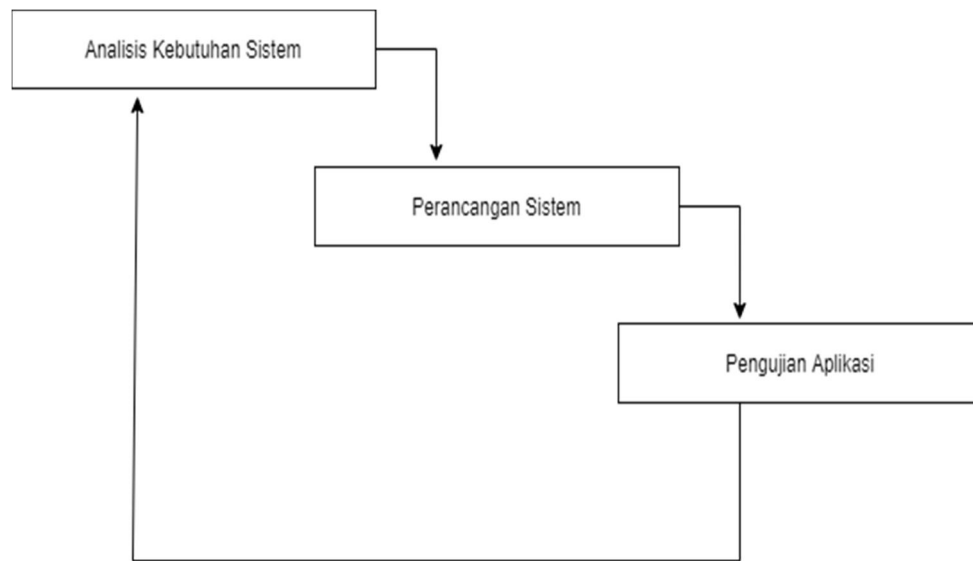 Analisis Kebutuhan Sistem
Perancangan Sistem
Pengujian Aplikasi